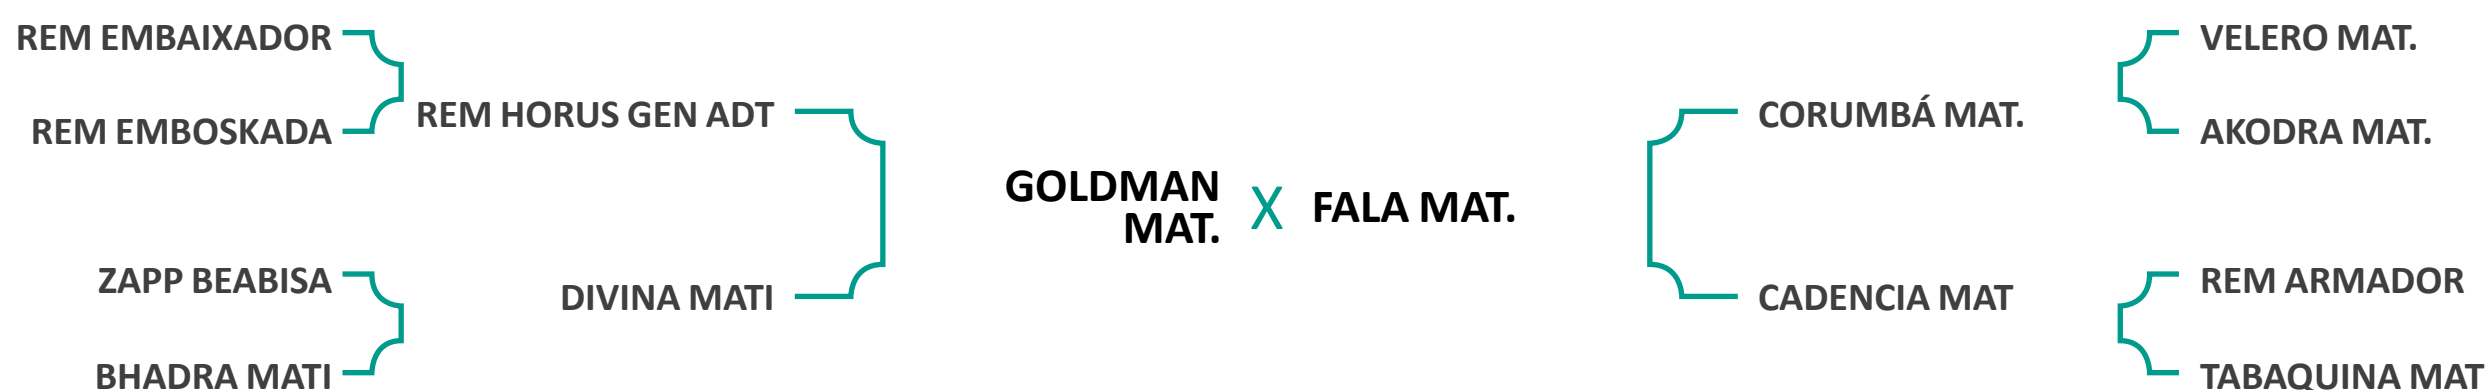 REM EMBAIXADOR
REM EMBOSKADA
REM HORUS GEN ADT
ZAPP BEABISA
BHADRA MATI
DIVINA MATI
GOLDMAN
MAT.
X
FALA MAT.
CORUMBÁ MAT.
CADENCIA MAT
VELERO MAT.
AKODRA MAT.
REM ARMADOR
TABAQUINA MAT